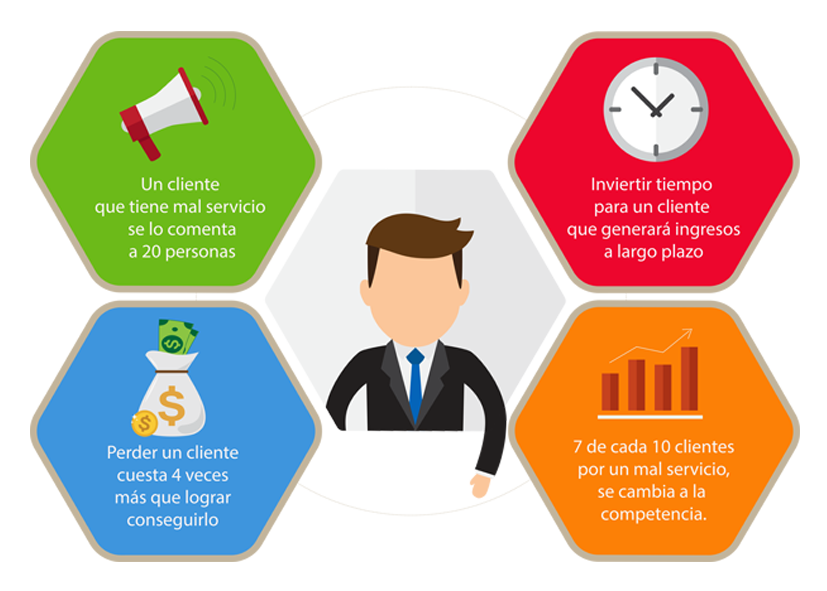 Un cliente
que tiene mal servicio
se lo comenta
a 20 personas
Inviertir tiempo
para un cliente
que generará ingresos
a largo plazo
$
$
$
Perder un cliente
cuesta 4 veces
más que lograr
conseguirlo
7 de cada 10 clientes
por un mal servicio,
se cambia a la
competencia.